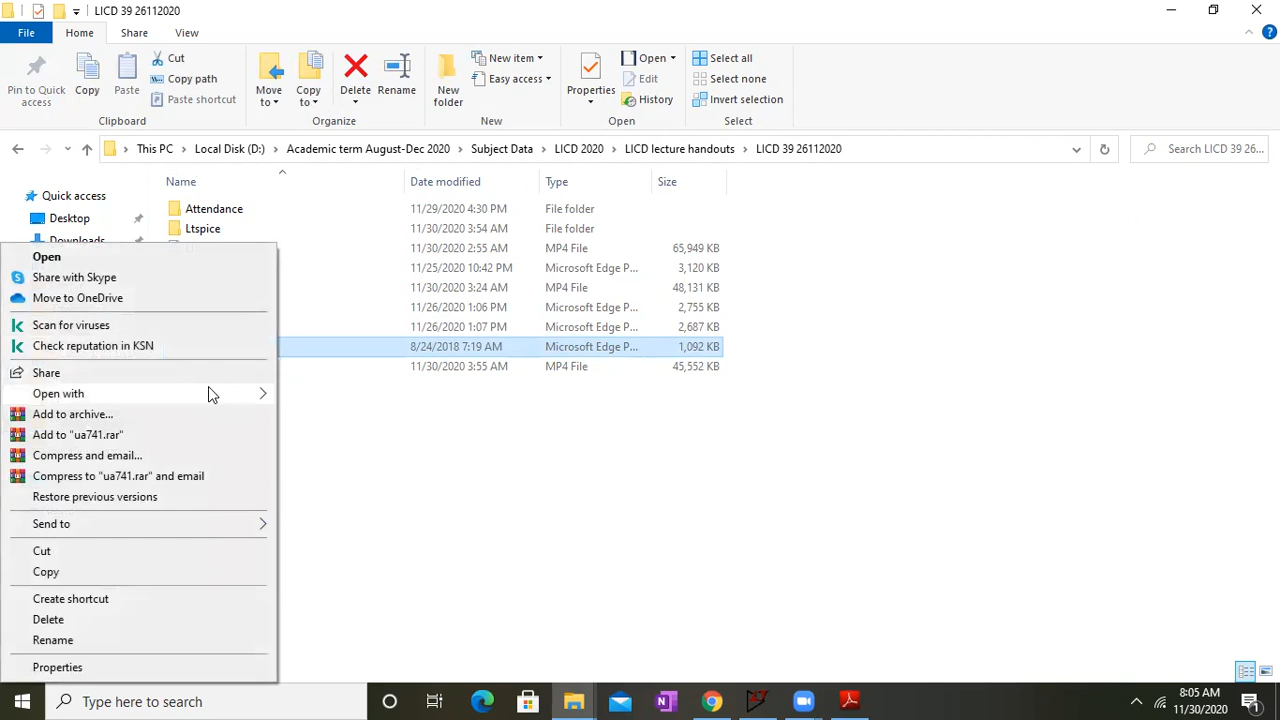 LICD 39 26112020
File Home Share View
Pin to Quick access
Copy
Paste
Cut
Copy path
Paste shortcut
Clipboard
Move to
Copy to
Delete
Rename
Organize
New folder
New item
Easy access
New
Properties
Open
Edit
History
Open
Select all
Select none
Invert selection
Select
This PC Local Disk (D:) Academic term August-Dec 2020 Subject Data LICD 2020 LICD lecture handouts LICD 39 26112020
Search LICD 39 26...
Quick access
Desktop
Downloads
Name Date modified Type Size
Attendance 11/29/2020 4:30 PM File folder
Ltspice 11/30/2020 3:54 AM File folder
11/30/2020 2:55 AM MP4 File 65,949 KB
11/25/2020 10:42 PM Microsoft Edge P... 3,120 KB
11/30/2020 3:24 AM MP4 File 48,131 KB
11/26/2020 1:06 PM Microsoft Edge P... 2,755 KB
11/26/2020 1:07 PM Microsoft Edge P... 2,687 KB
8/24/2018 7:19 AM Microsoft Edge P... 1,092 KB
11/30/2020 3:55 AM MP4 File 45,552 KB
Open
Share with Skype
Move to OneDrive
Scan for viruses
Check reputation in KSN
Share
Open with
Add to archive...
Add to "ua741.rar"
Compress and email...
Compress to "ua741.rar" and email
Restore previous versions
Send to
Cut
Copy
Create shortcut
Delete
Rename
Properties
Type here to search
8:05 AM
11/30/2020
1